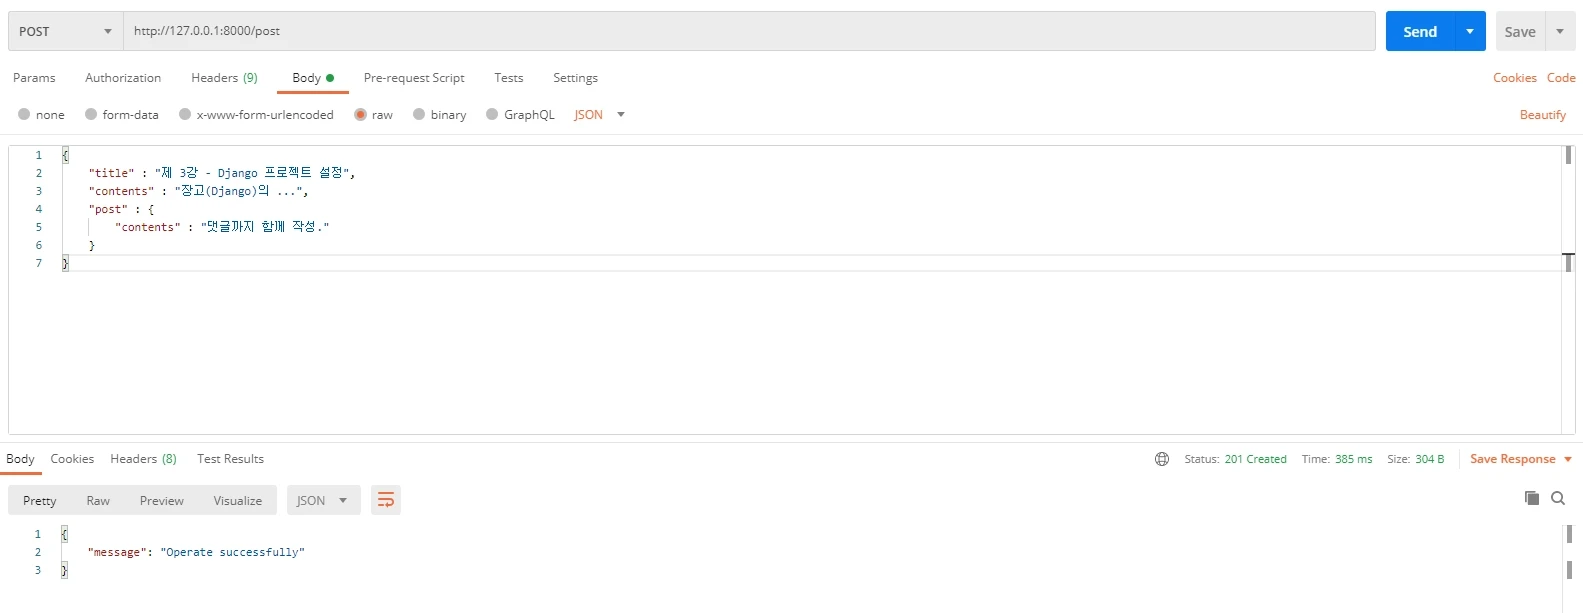 POST http://127.0.0.1:8000/post Send Save
Params Authorization Headers (9) Body Pre-request Script Tests Settings Cookies Code
none form-data x-www-form-urlencoded raw binary GraphQL JSON Beautify
1 {
2 "title" : "제 3강 - Django 프로젝트 설정",
3 "contents" : "장고(Django)의 ...",
4 "post" : {
5 "contents" : "댓글까지 함께 작성."
6 }
7 }
Body Cookies Headers (8) Test Results Status: 201 Created Time: 385 ms Size: 304 B Save Response
Pretty Raw Preview Visualize JSON
1 {
2 "message": "Operate successfully"
3 }